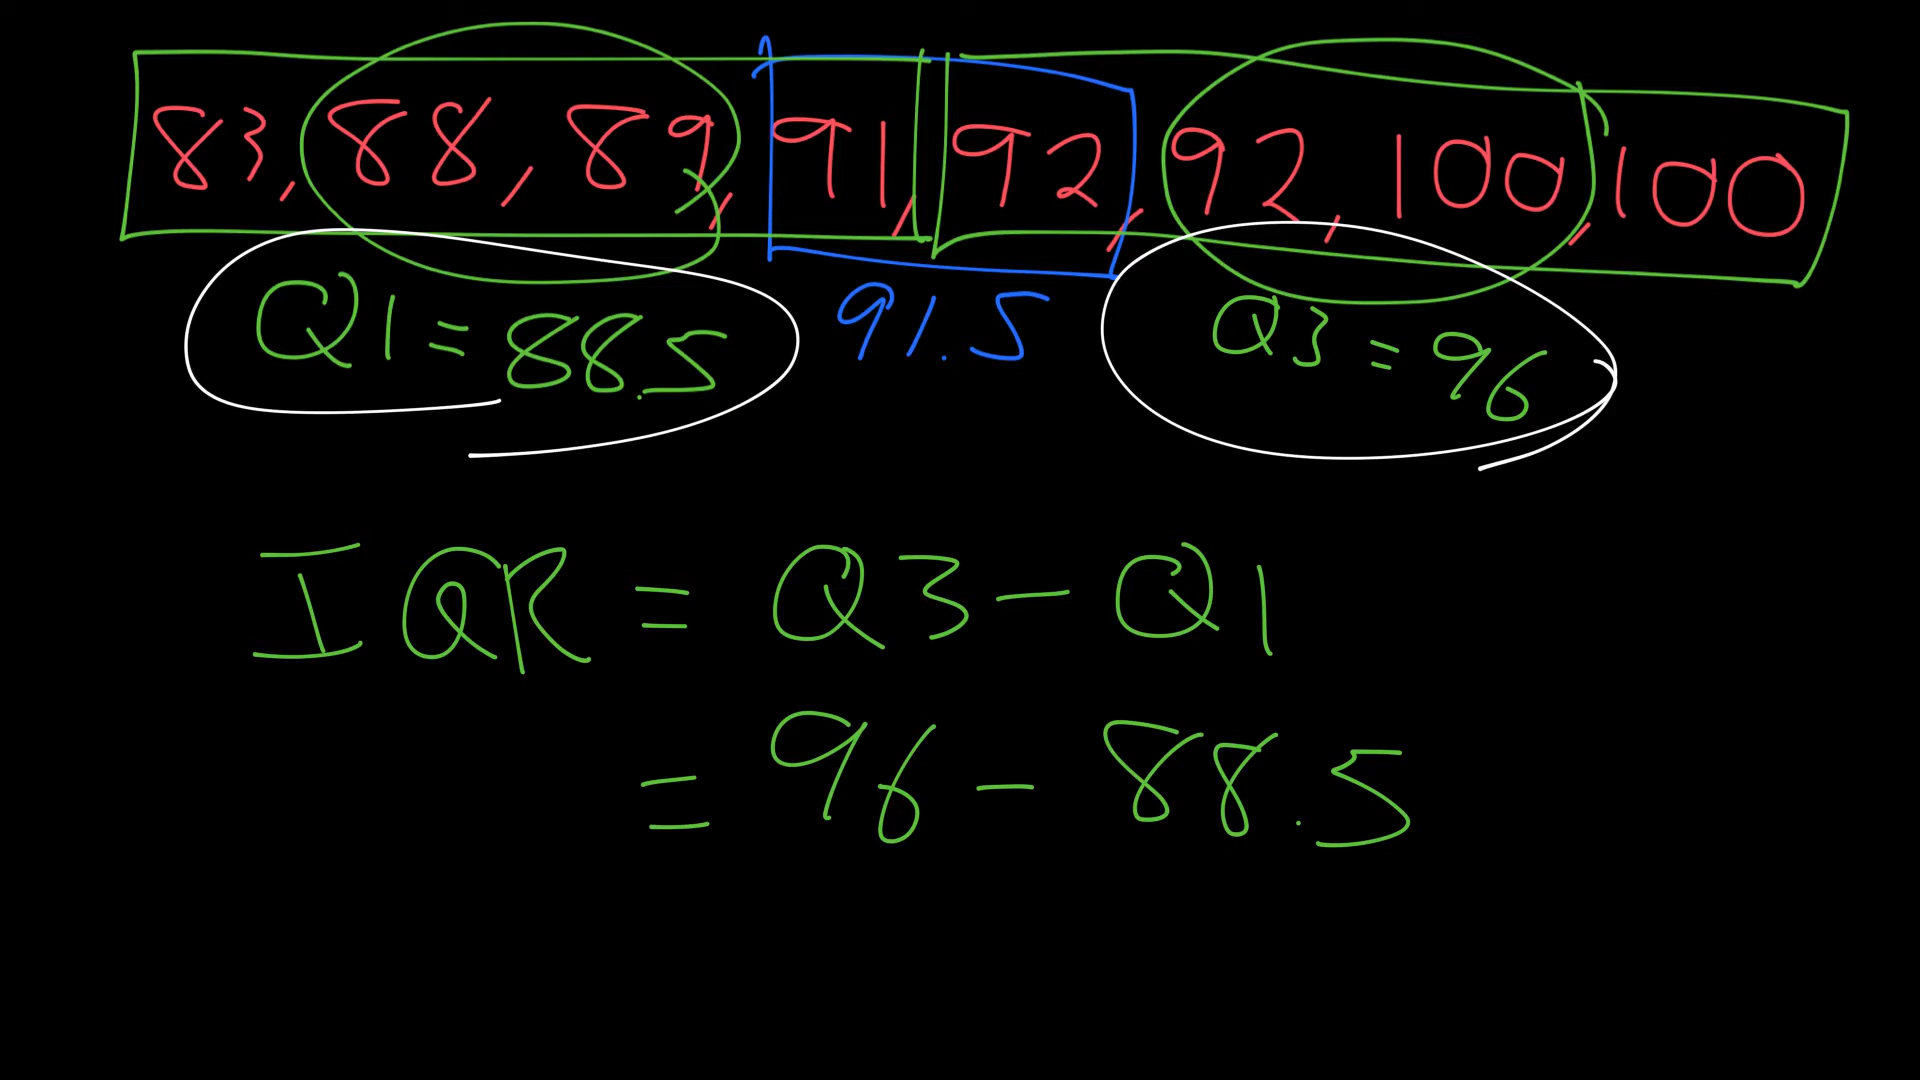 83, 88, 89, 91, 92, 92, 100, 100
Q1 = 88.5 91.5 Q3 = 96
IQR = Q3 - Q1
= 96 - 88.5